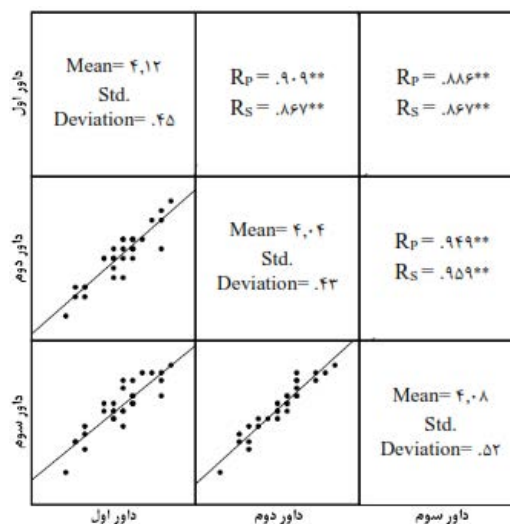 داور اول
Mean= ۴,۱۲
Std.
Deviation= .۴۵
RP = .۹۰۹**
RS = .۸۶۷**
RP = .۸۸۶**
RS = .۸۶۷**
داور دوم
Mean= ۴,۰۴
Std.
Deviation= .۴۳
RP = .۹۴۹**
RS = .۹۵۹**
داور سوم
Mean= ۴,۰۸
Std.
Deviation= .۵۲
داور اول
داور دوم
داور سوم